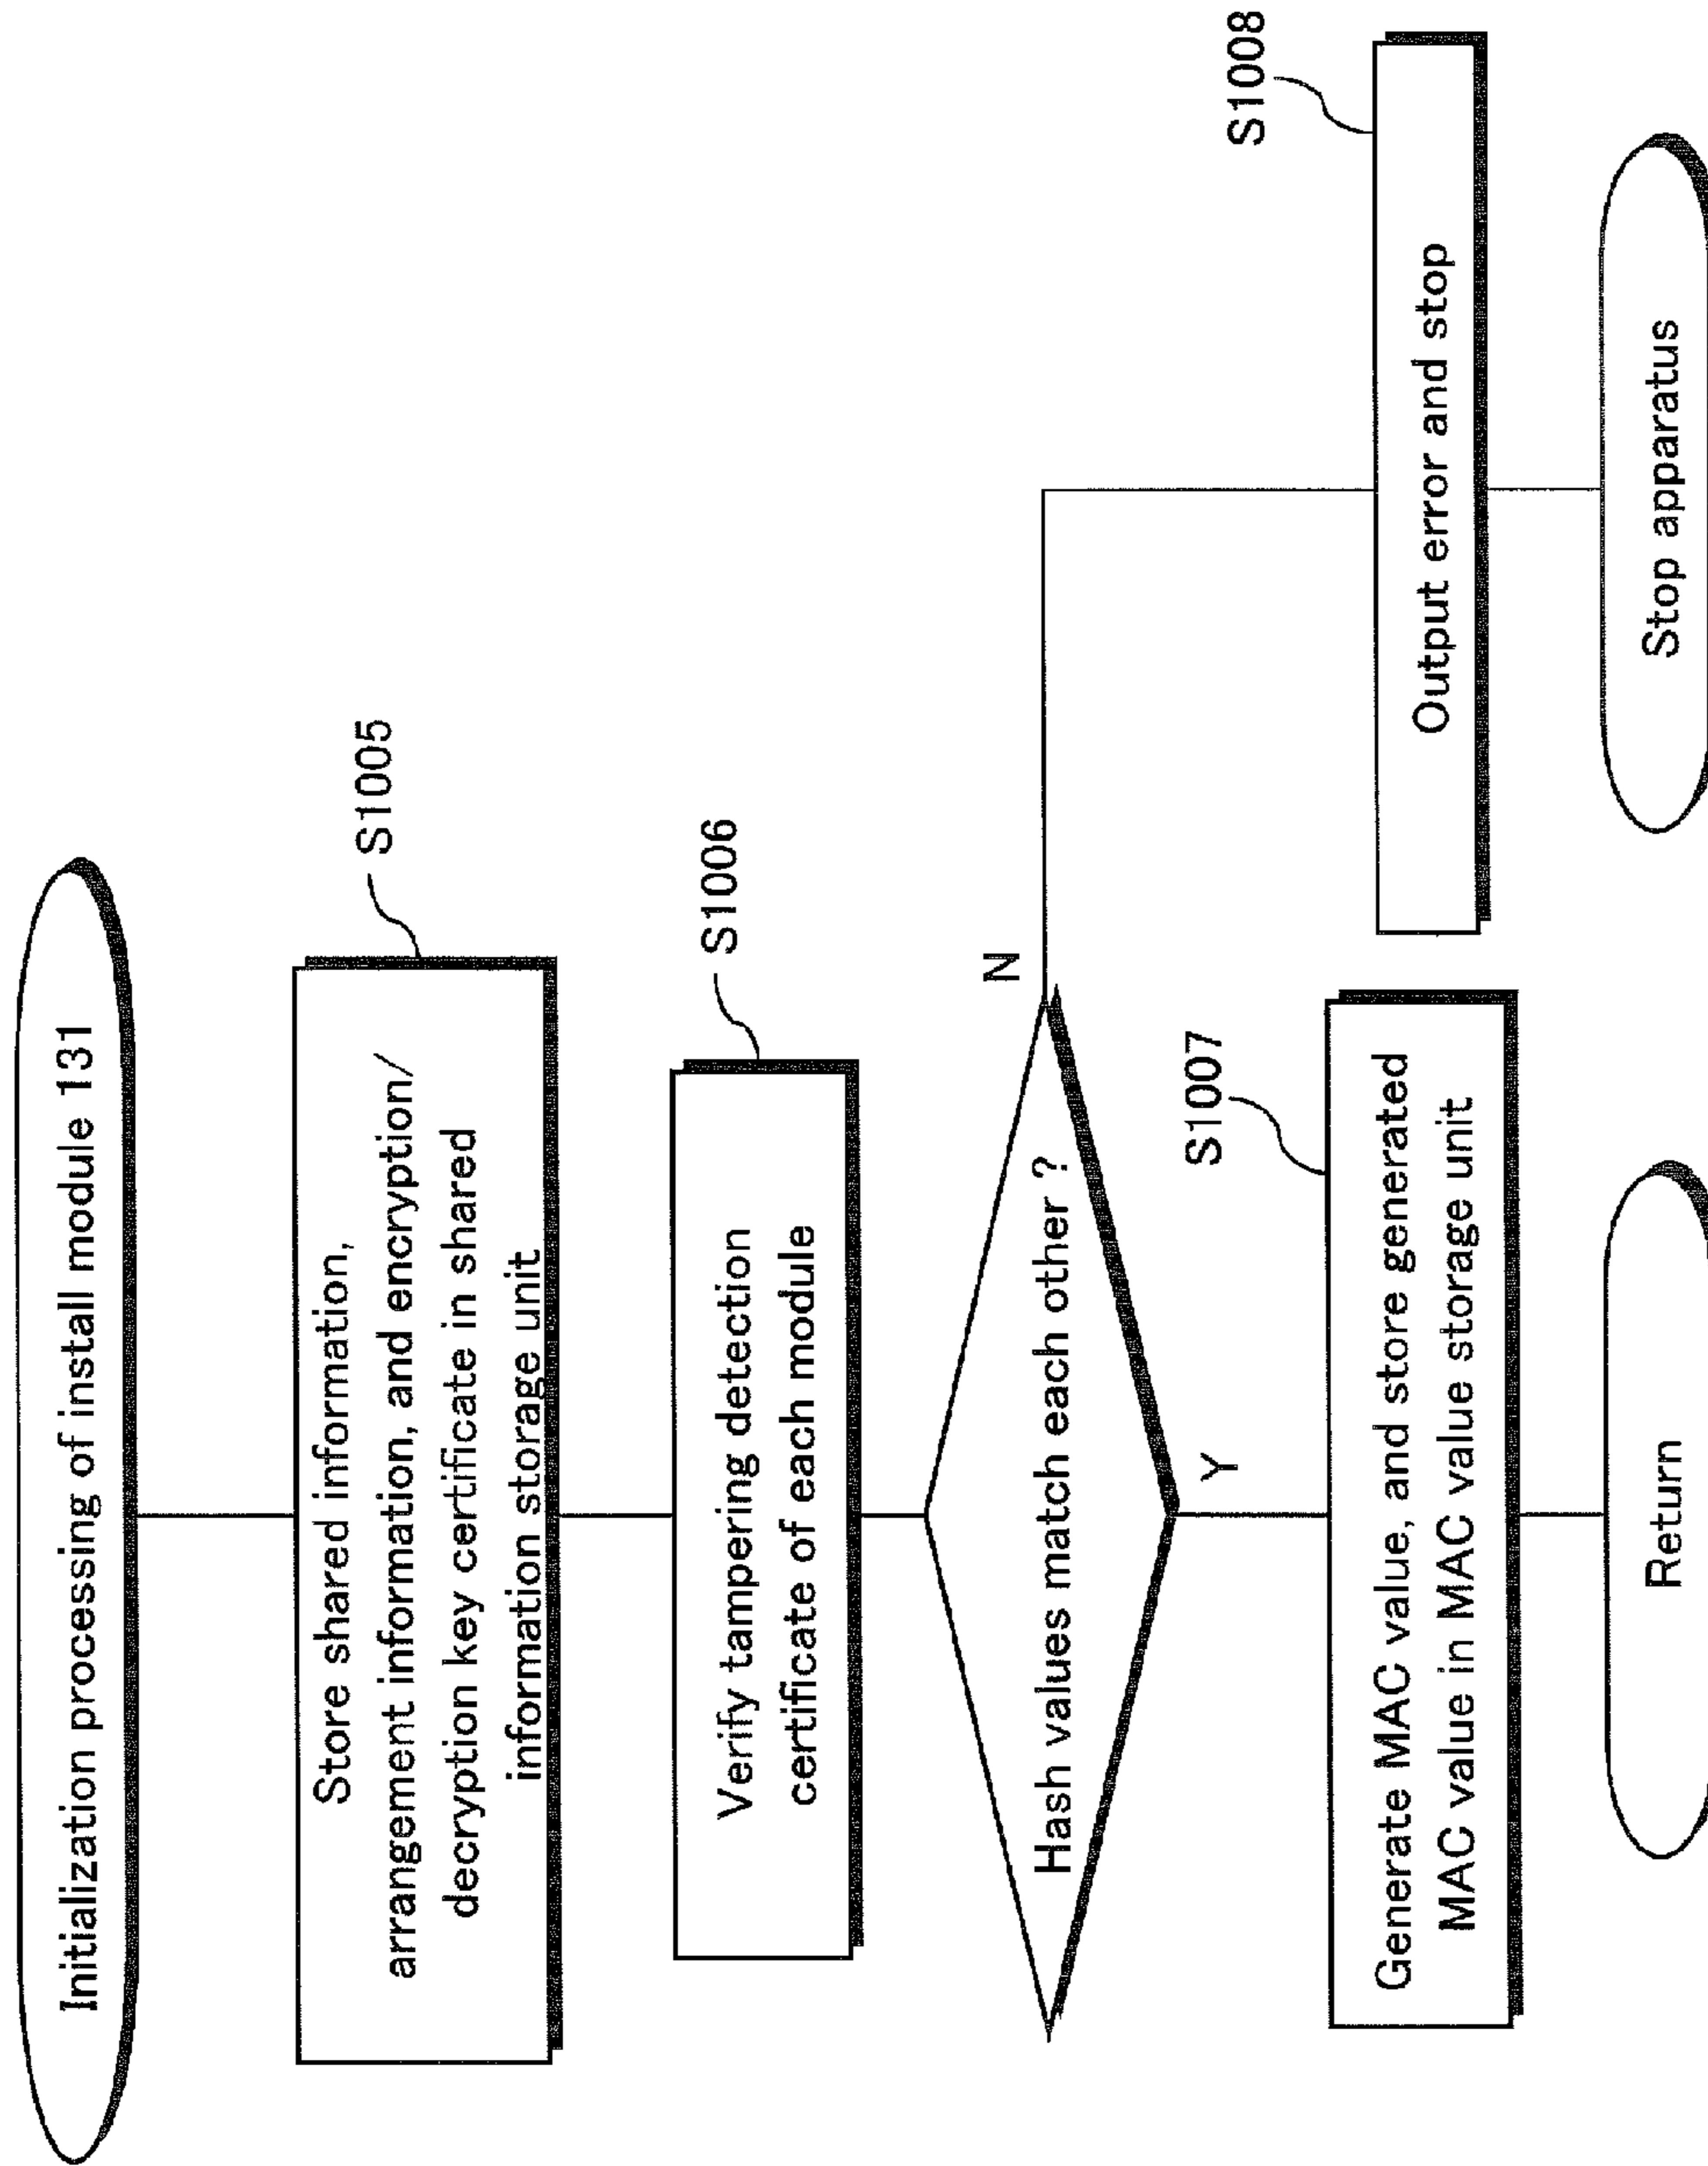 Initialization processing of install module 131
S1005
Store shared information,
arrangement information, and encryption/
decryption key certificate in shared
information storage unit
S1006
Verify tampering detection
certificate of each module
Hash values match each other ?
N
Y
S1007
Generate MAC value, and store generated
MAC value in MAC value storage unit
S1008
Output error and stop
Return
Stop apparatus